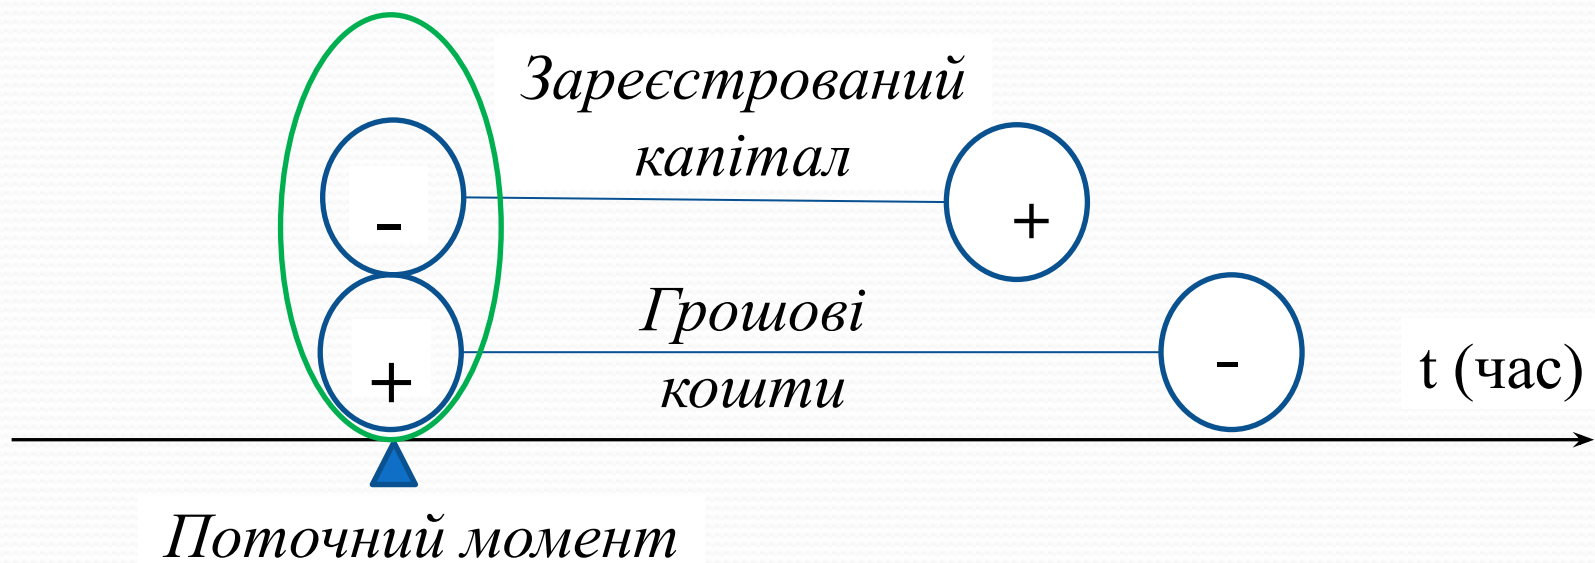 Зареєстрований
капітал
-
+
Грошові
кошти
+
-
t (час)
Поточний момент